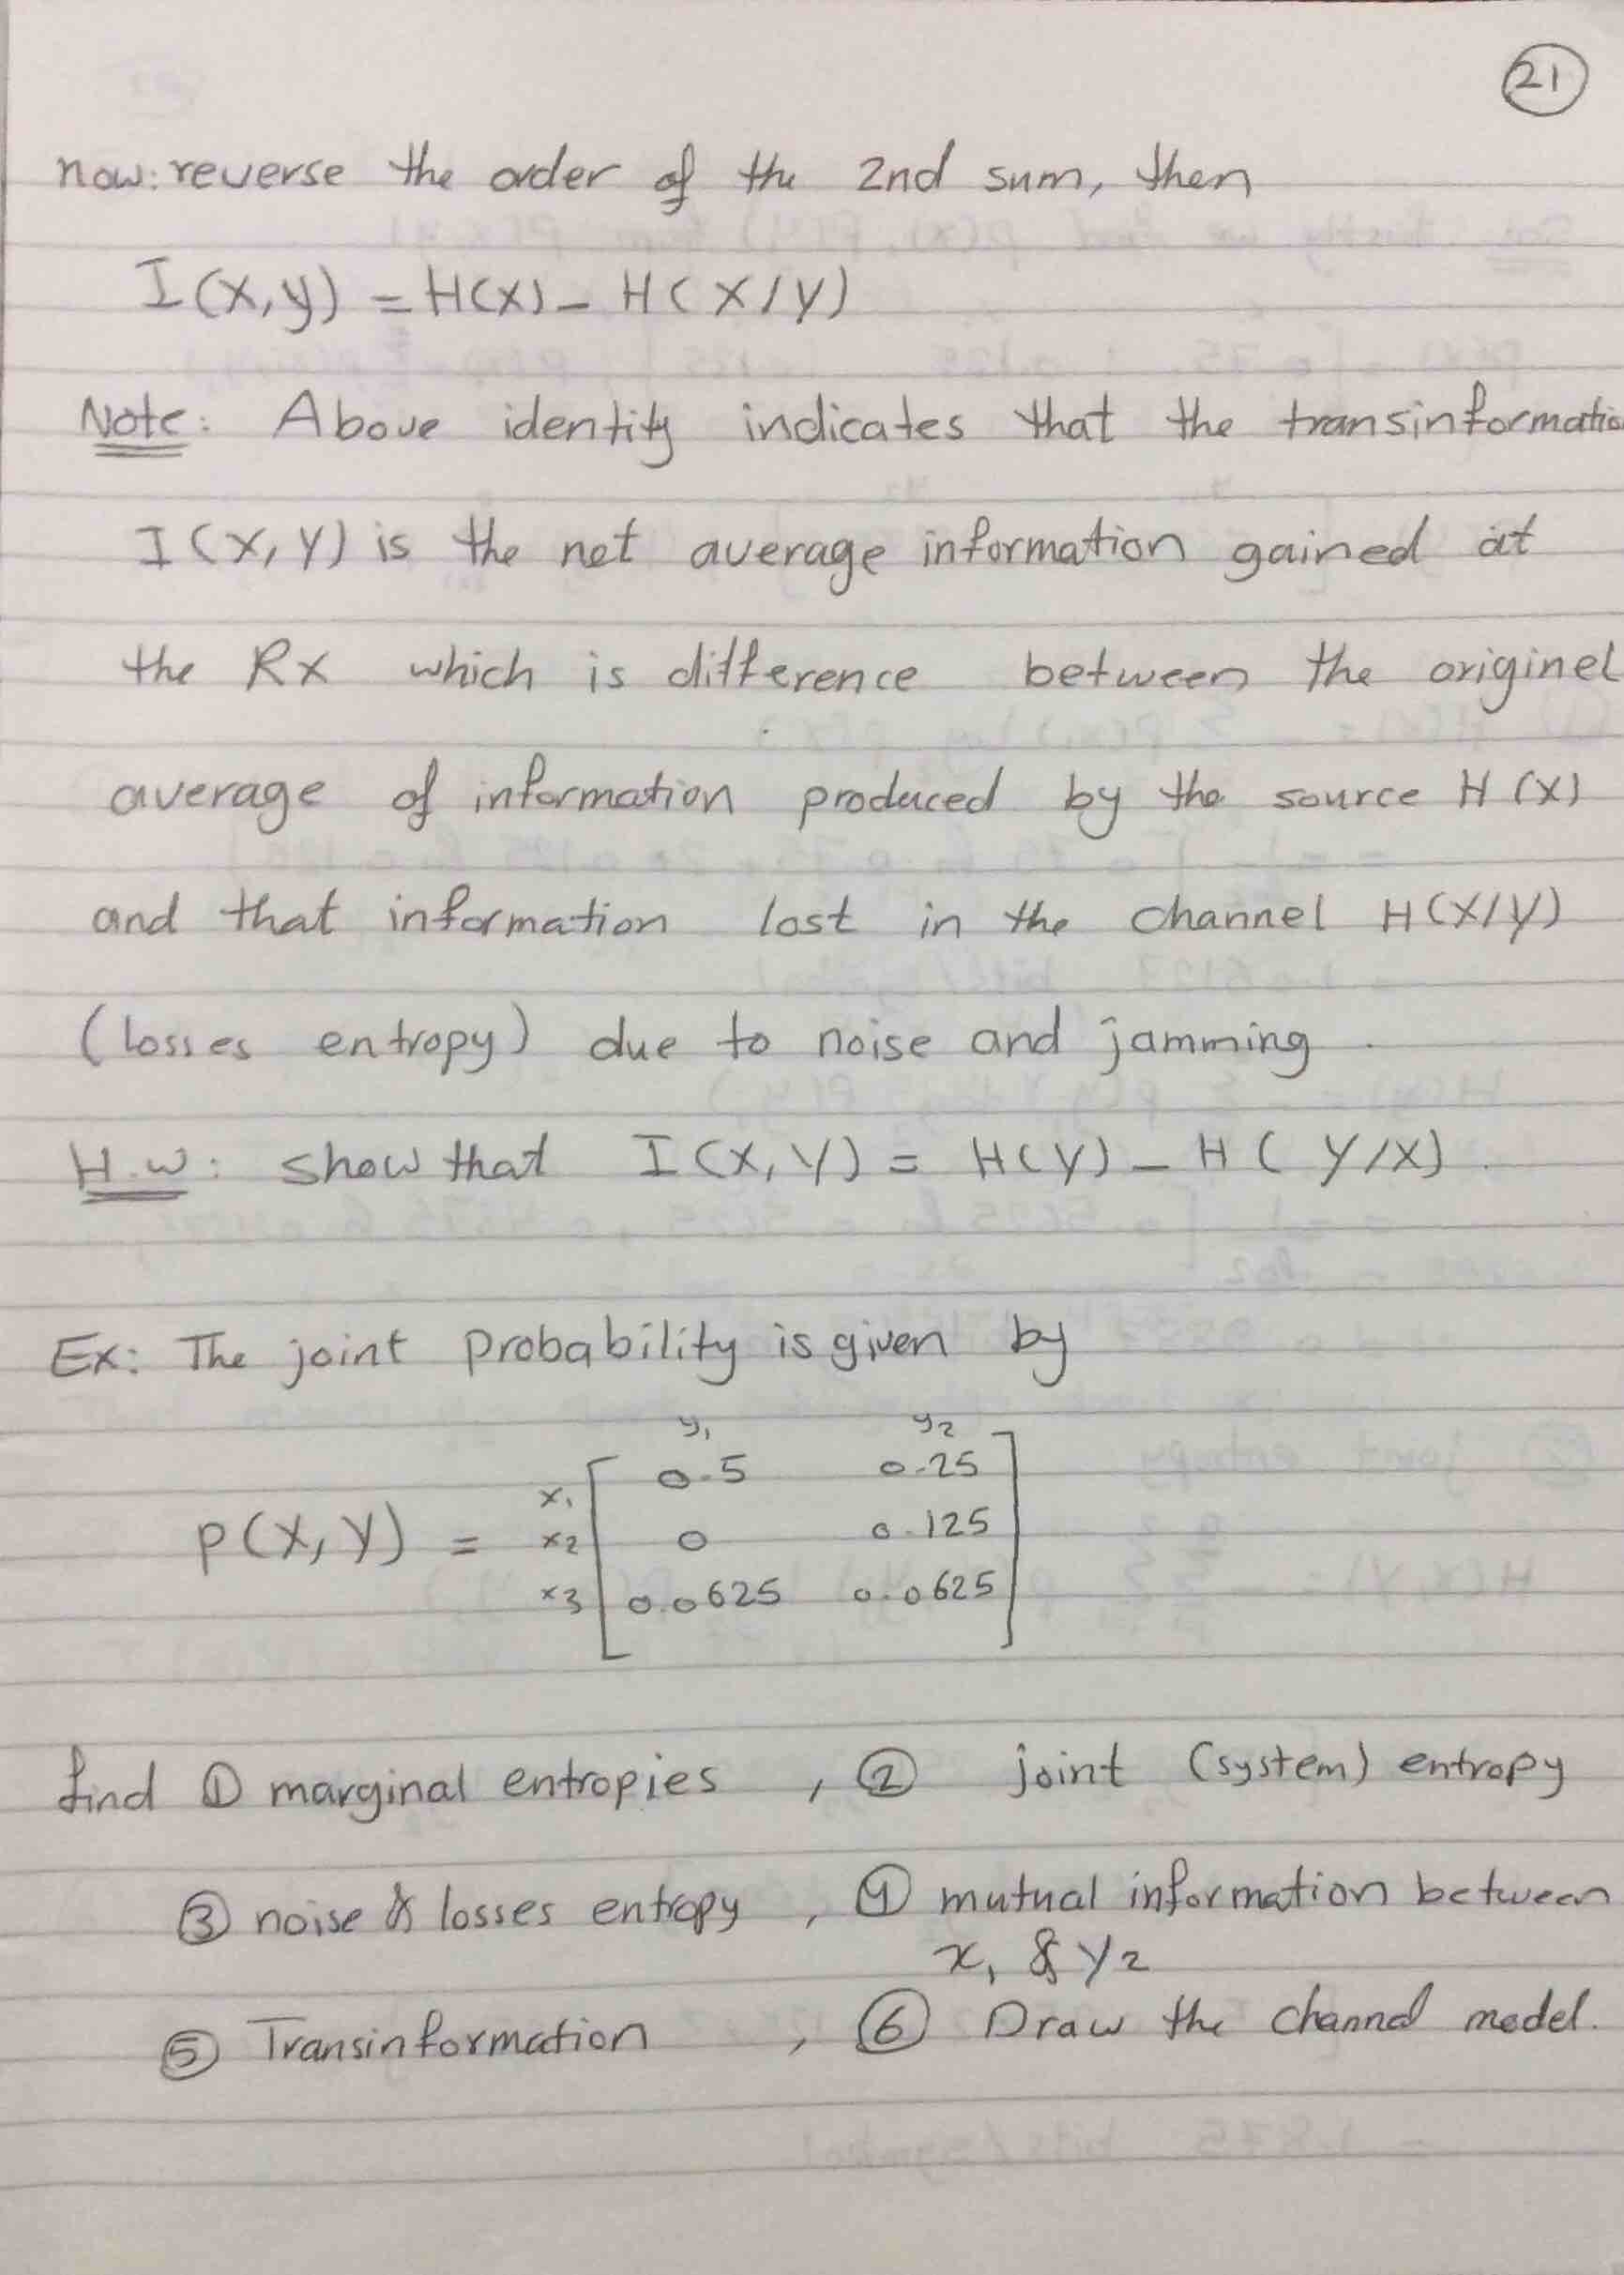 21
now: reverse the order of the 2nd sum, then
I(X,y) = H(X) - H(X/Y)
Note: Above identity indicates that the transinformatio
I(X,Y) is the net average information gained at
the Rx which is difference between the originel
average of information produced by the source H(X)
and that information lost in the channel H(X/Y)
(losses entropy) due to noise and jamming.
H.W: show that I(X,Y) = H(Y) - H(Y/X).
Ex: The joint probability is given by
y1 y2
x1 0.5 0.25
P(X,Y) = x2 0 0.125
x3 0.0625 0.0625
find ① marginal entropies , ② joint (system) entropy
③ noise & losses entropy , ④ mutual information between
x1 & y2
⑤ Transinformation , ⑥ Draw the channel model.